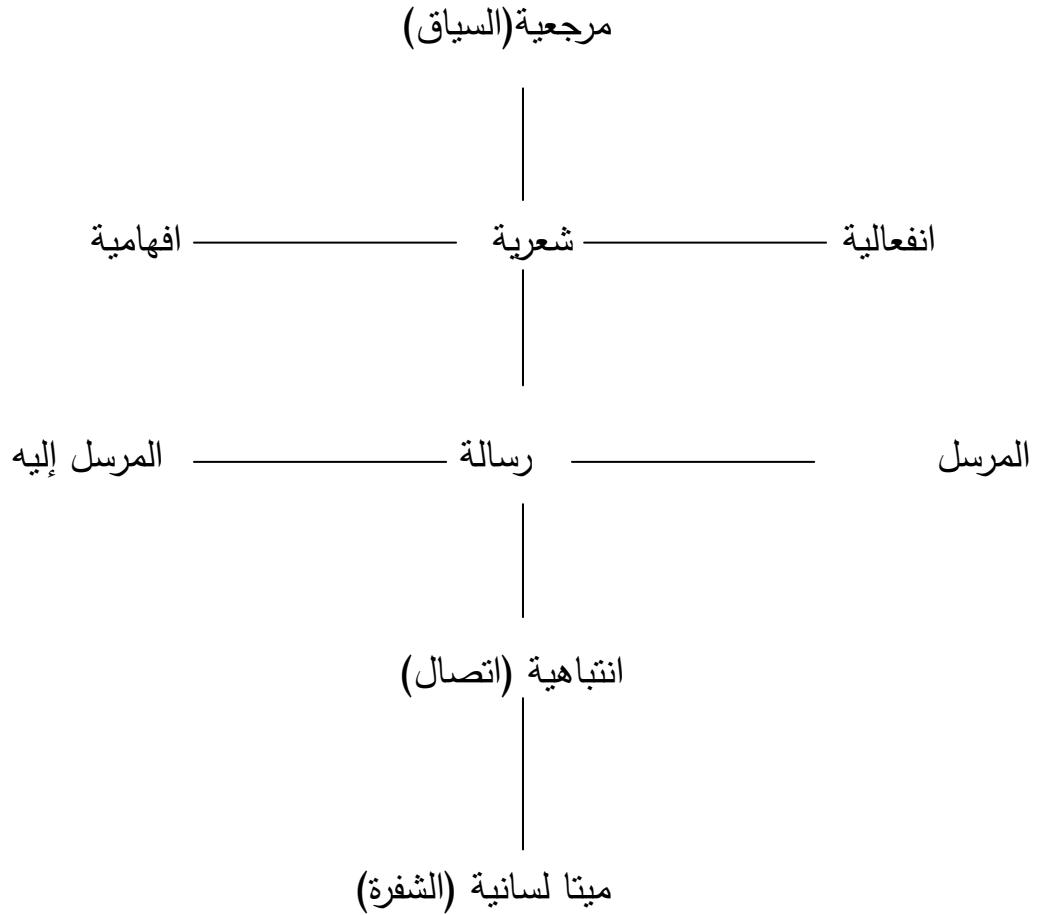 مرجعية(السياق)
انفعالية شعرية افهامية
المرسل رسالة المرسل إليه
انتباهية (اتصال)
ميتا لسانية (الشفرة)